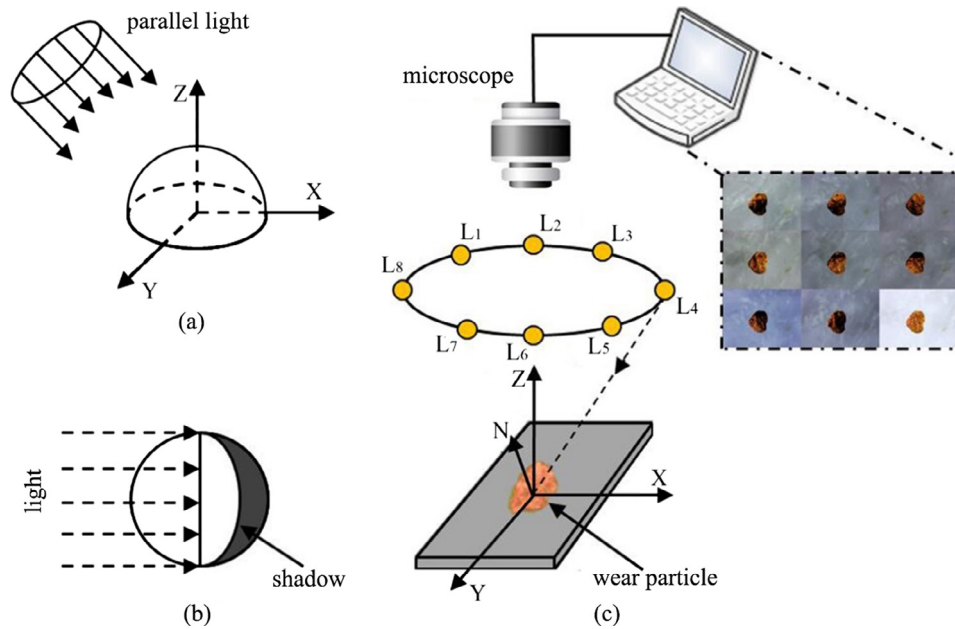 parallel light
Z
X
Y
(a)
light
shadow
(b)
microscope
L1
L2
L3
L8
L4
L7
L6
L5
Z
N
X
Y
wear particle
(c)